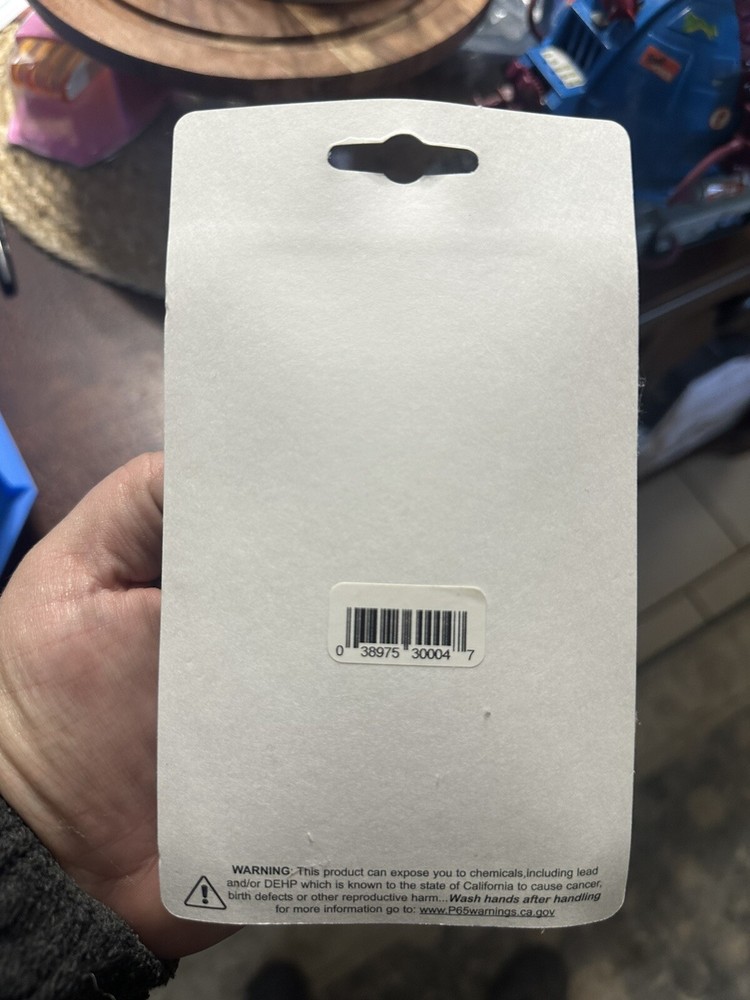 0 38975 30004 7
WARNING: This product can expose you to chemicals,including lead
and/or DEHP which is known to the state of California to cause cancer,
birth defects or other reproductive harm...Wash hands after handling
for more information go to: www.P65warnings.ca.gov